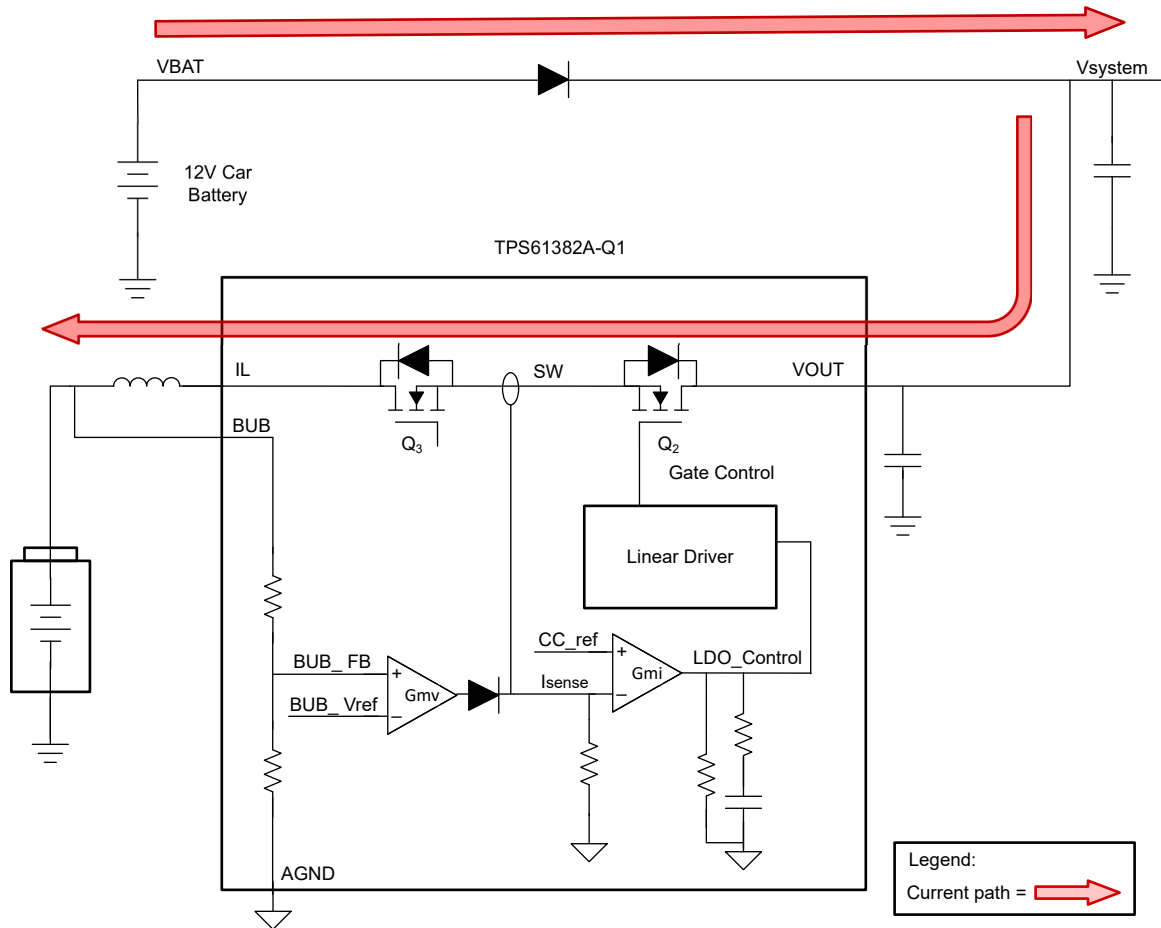 VBAT
Vsystem
12V Car
Battery
TPS61382A-Q1
IL
SW
VOUT
BUB
Q3
Q2
Gate Control
Linear Driver
CC_ref
+
Gmi
−
LDO_Control
BUB_ FB
+
Gmv
−
Isense
BUB_ Vref
AGND
Legend:
Current path =